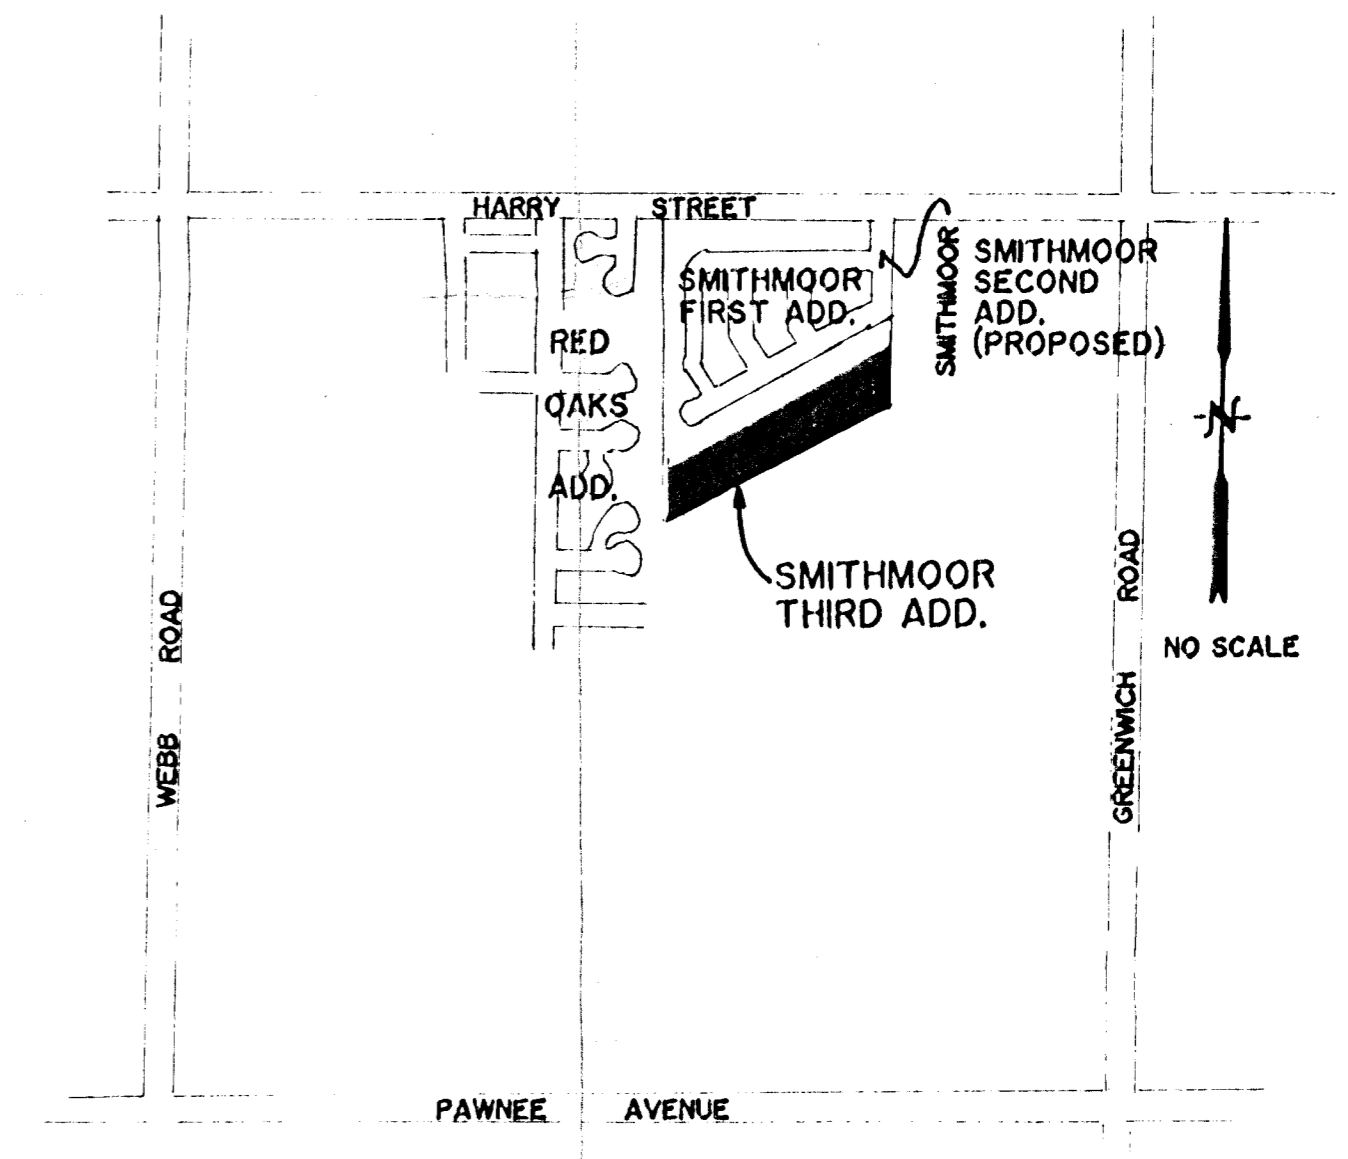 HARRY STREET
SMITHMOOR
FIRST ADD.
SMITHMOOR
SMITHMOOR
SECOND
ADD.
(PROPOSED)
RED
OAKS
ADD.
N
SMITHMOOR
THIRD ADD.
NO SCALE
WEBB ROAD
GREENWICH ROAD
PAWNEE AVENUE